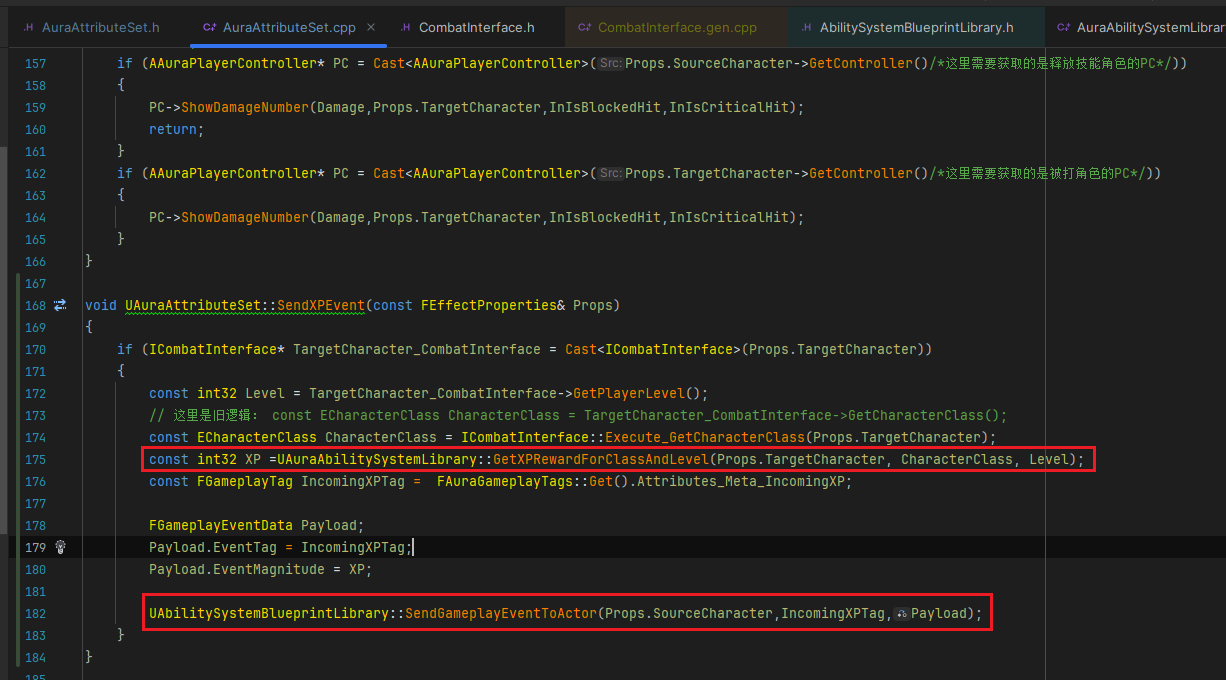 AuraAttributeSet.h
AuraAttributeSet.cpp
CombatInterface.h
CombatInterface.gen.cpp
AbilitySystemBlueprintLibrary.h
AuraAbilitySystemLibrar
157 if (AAuraPlayerController* PC = Cast<AAuraPlayerController>( Src: Props.SourceCharacter->GetController()/*这里需要获取的是释放技能角色的PC*/))
158 {
159 PC->ShowDamageNumber(Damage,Props.TargetCharacter,InIsBlockedHit,InIsCriticalHit);
160 return;
161 }
162 if (AAuraPlayerController* PC = Cast<AAuraPlayerController>( Src: Props.TargetCharacter->GetController()/*这里需要获取的是被打角色的PC*/))
163 {
164 PC->ShowDamageNumber(Damage,Props.TargetCharacter,InIsBlockedHit,InIsCriticalHit);
165 }
166 }
167
168 void UAuraAttributeSet::SendXPEvent(const FEffectProperties& Props)
169 {
170 if (ICombatInterface* TargetCharacter_CombatInterface = Cast<ICombatInterface>(Props.TargetCharacter))
171 {
172 const int32 Level = TargetCharacter_CombatInterface->GetPlayerLevel();
173 // 这里是旧逻辑： const ECharacterClass CharacterClass = TargetCharacter_CombatInterface->GetCharacterClass();
174 const ECharacterClass CharacterClass = ICombatInterface::Execute_GetCharacterClass(Props.TargetCharacter);
175 const int32 XP =UAuraAbilitySystemLibrary::GetXPRewardForClassAndLevel(Props.TargetCharacter, CharacterClass, Level);
176 const FGameplayTag IncomingXPTag = FAuraGameplayTags::Get().Attributes_Meta_IncomingXP;
177
178 FGameplayEventData Payload;
179 Payload.EventTag = IncomingXPTag;
180 Payload.EventMagnitude = XP;
181
182 UAbilitySystemBlueprintLibrary::SendGameplayEventToActor(Props.SourceCharacter,IncomingXPTag, Payload);
183 }
184 }
185